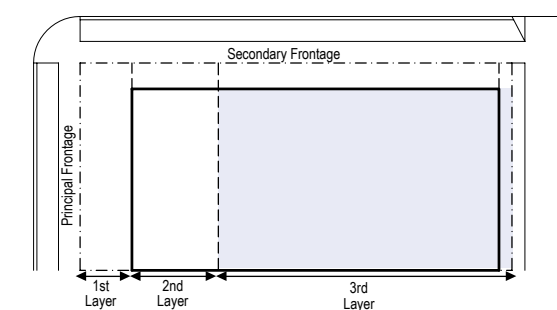 Secondary Frontage
Principal Frontage
1st
Layer
2nd
Layer
3rd
Layer